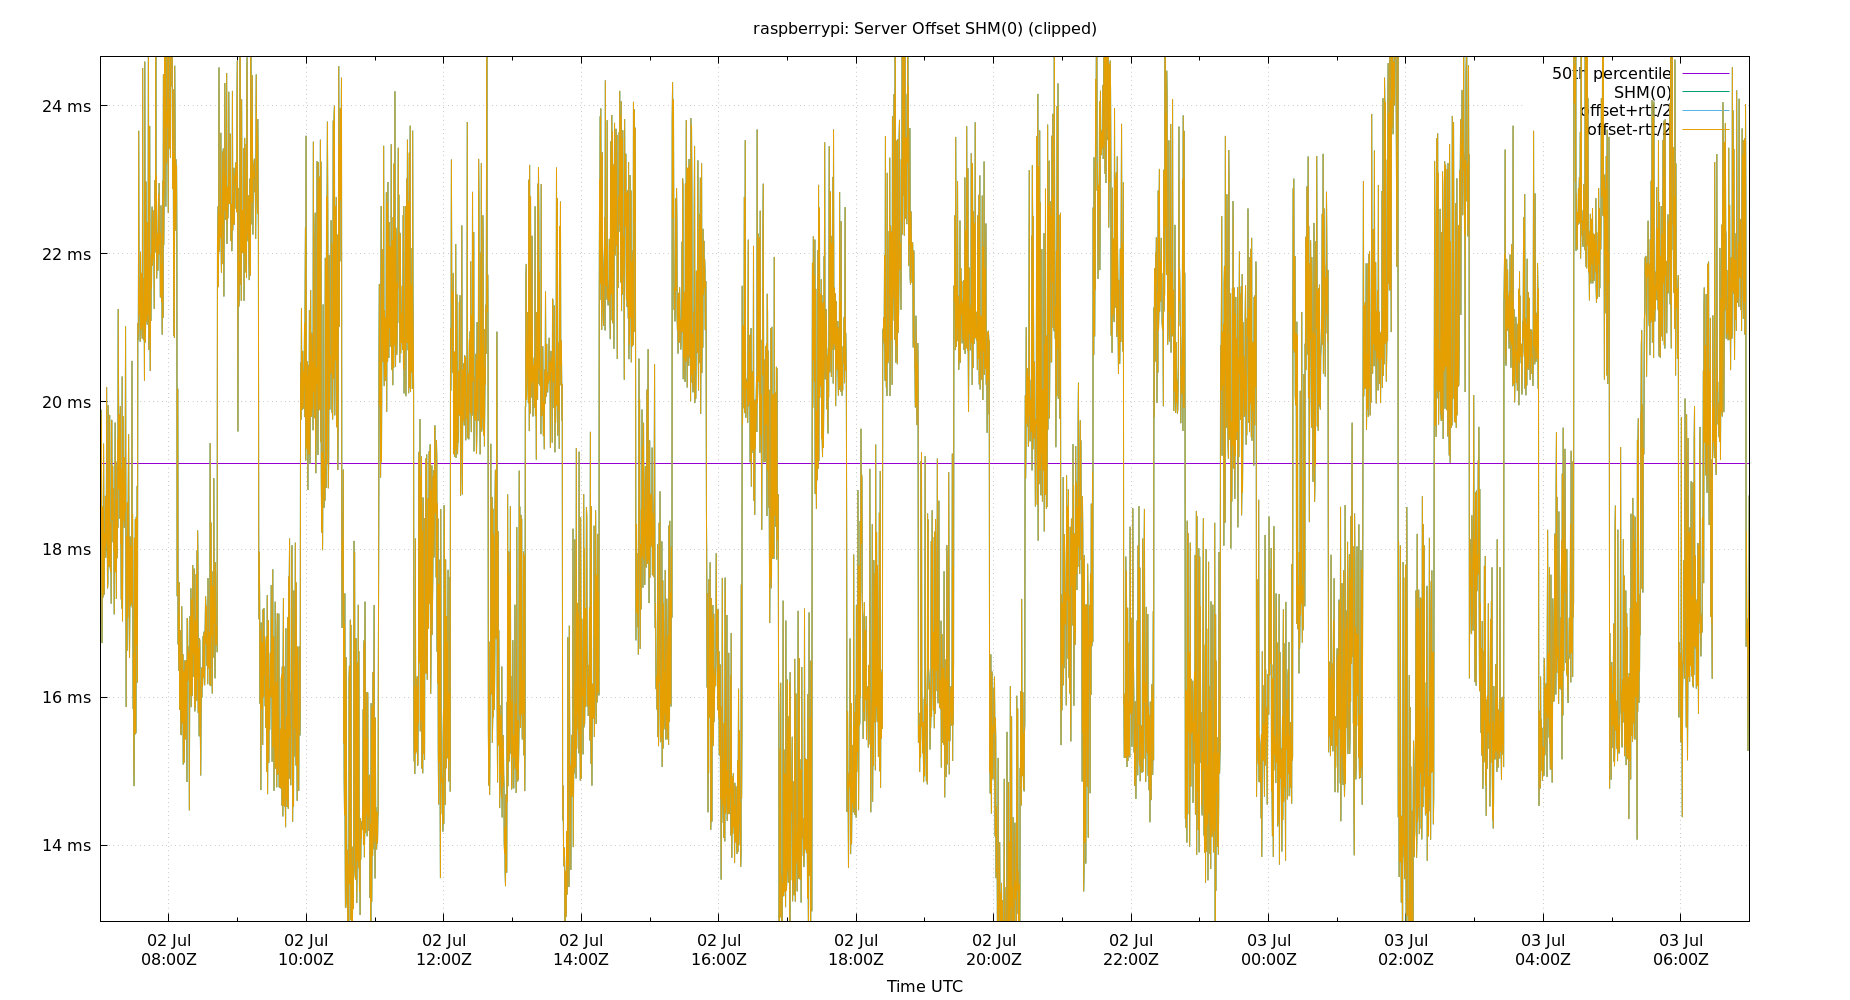 raspberrypi: Server Offset SHM(0) (clipped)
50th percentile
SHM(0)
offset+rtt/2
offset-rtt/2
24 ms
22 ms
20 ms
18 ms
16 ms
14 ms
02 Jul 02 Jul 02 Jul 02 Jul 02 Jul 02 Jul 02 Jul 02 Jul 03 Jul 03 Jul 03 Jul 03 Jul
08:00Z 10:00Z 12:00Z 14:00Z 16:00Z 18:00Z 20:00Z 22:00Z 00:00Z 02:00Z 04:00Z 06:00Z
Time UTC